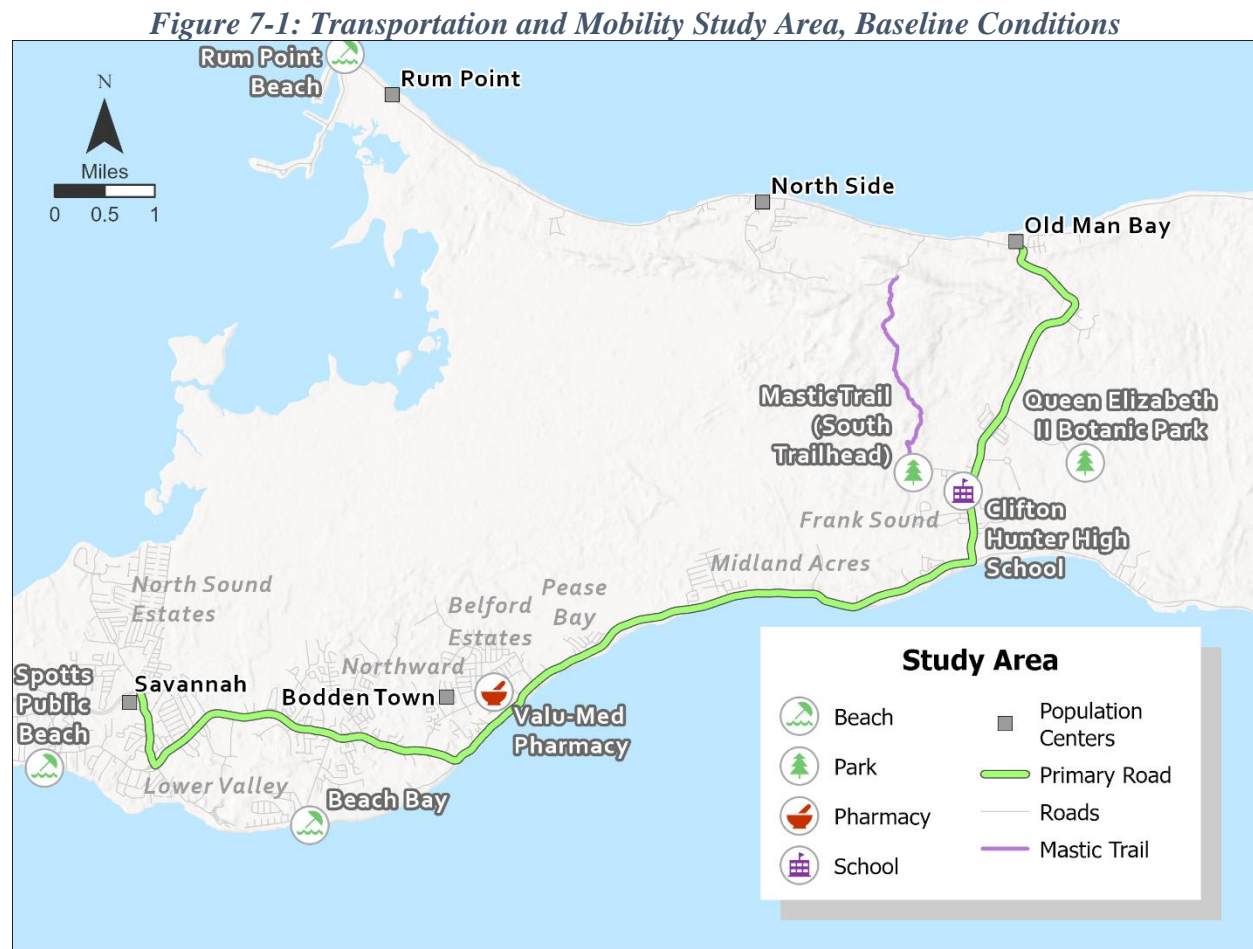 Figure 7-1: Transportation and Mobility Study Area, Baseline Conditions
Rum Point
Beach
Rum Point
N
Miles
0 0.5 1
North Side
Old Man Bay
Mastic Trail
(South
Trailhead)
Queen Elizabeth
II Botanic Park
Frank Sound
Clifton
Hunter High
School
Midland Acres
North Sound
Estates
Pease
Bay
Belford
Estates
Northward
Spotts
Public
Beach
Savannah
Bodden Town
Valu-Med
Pharmacy
Lower Valley
Beach Bay
Study Area
Beach
Park
Pharmacy
School
Population
Centers
Primary Road
Roads
Mastic Trail